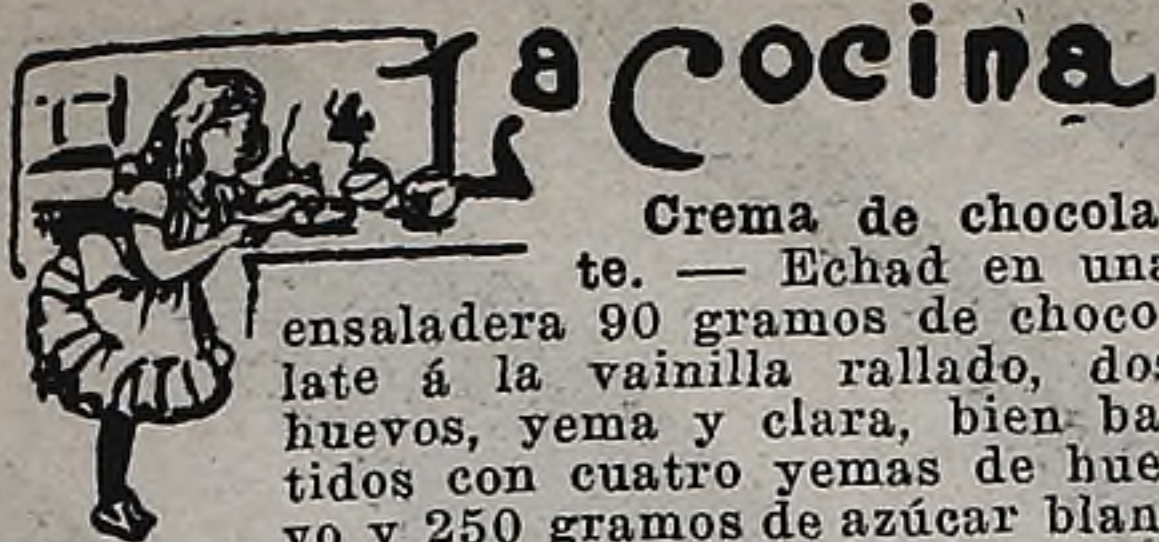 La Cocina
Crema de chocola
te. — Echad en una
ensaladera 90 gramos de choco
late á la vainilla rallado, dos
huevos, yema y clara, bien ba
tidos con cuatro yemas de hue
vo y 250 gramos de azúcar blan